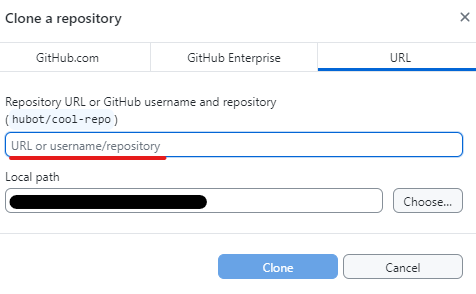 Clone a repository
GitHub.com
GitHub Enterprise
URL
Repository URL or GitHub username and repository
(hubot/cool-repo)
URL or username/repository
Local path
Choose...
Clone
Cancel